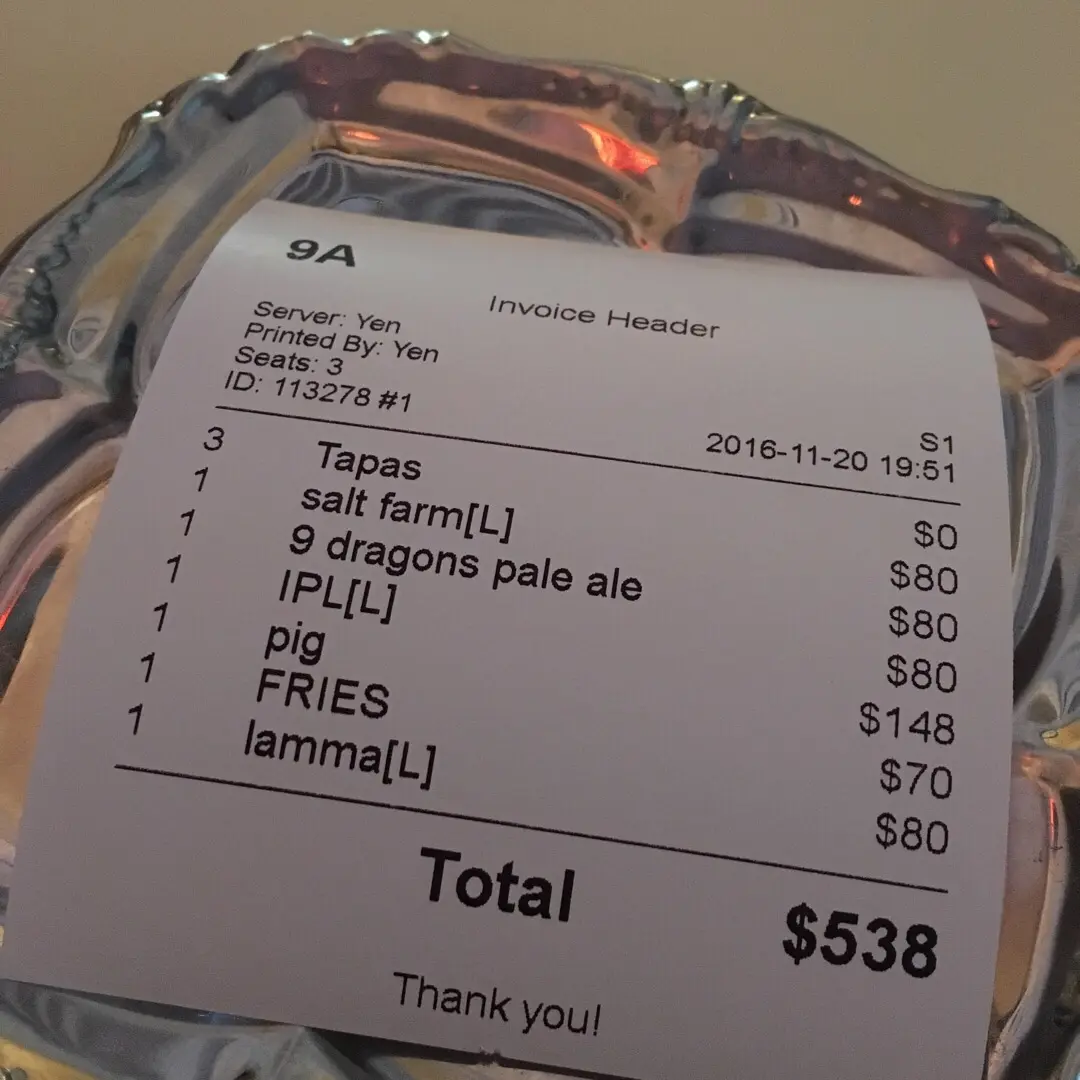 9A
Invoice Header
Server: Yen
Printed By: Yen
Seats: 3
ID: 113278 #1
S1
2016-11-20 19:51
3 Tapas $0
1 salt farm[L] $80
1 9 dragons pale ale $80
1 IPL[L] $80
1 pig $148
1 FRIES $70
1 lamma[L] $80
Total $538
Thank you!